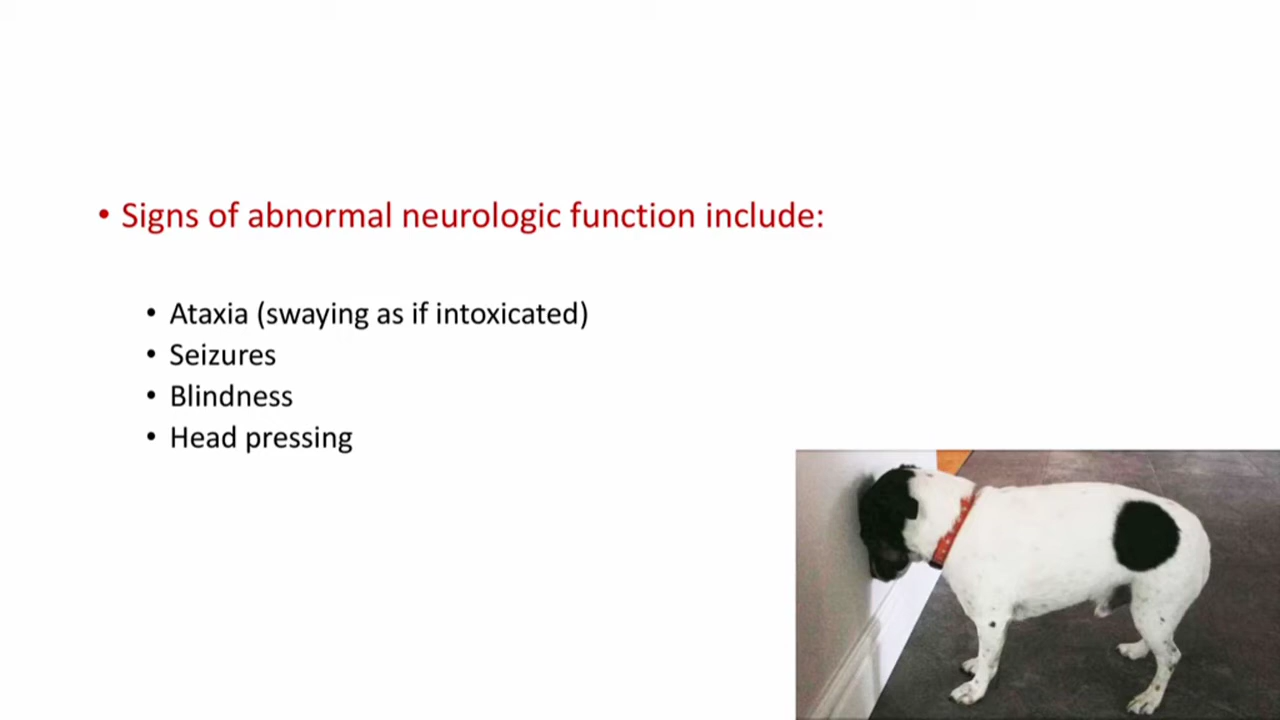 • Signs of abnormal neurologic function include:
• Ataxia (swaying as if intoxicated)
• Seizures
• Blindness
• Head pressing